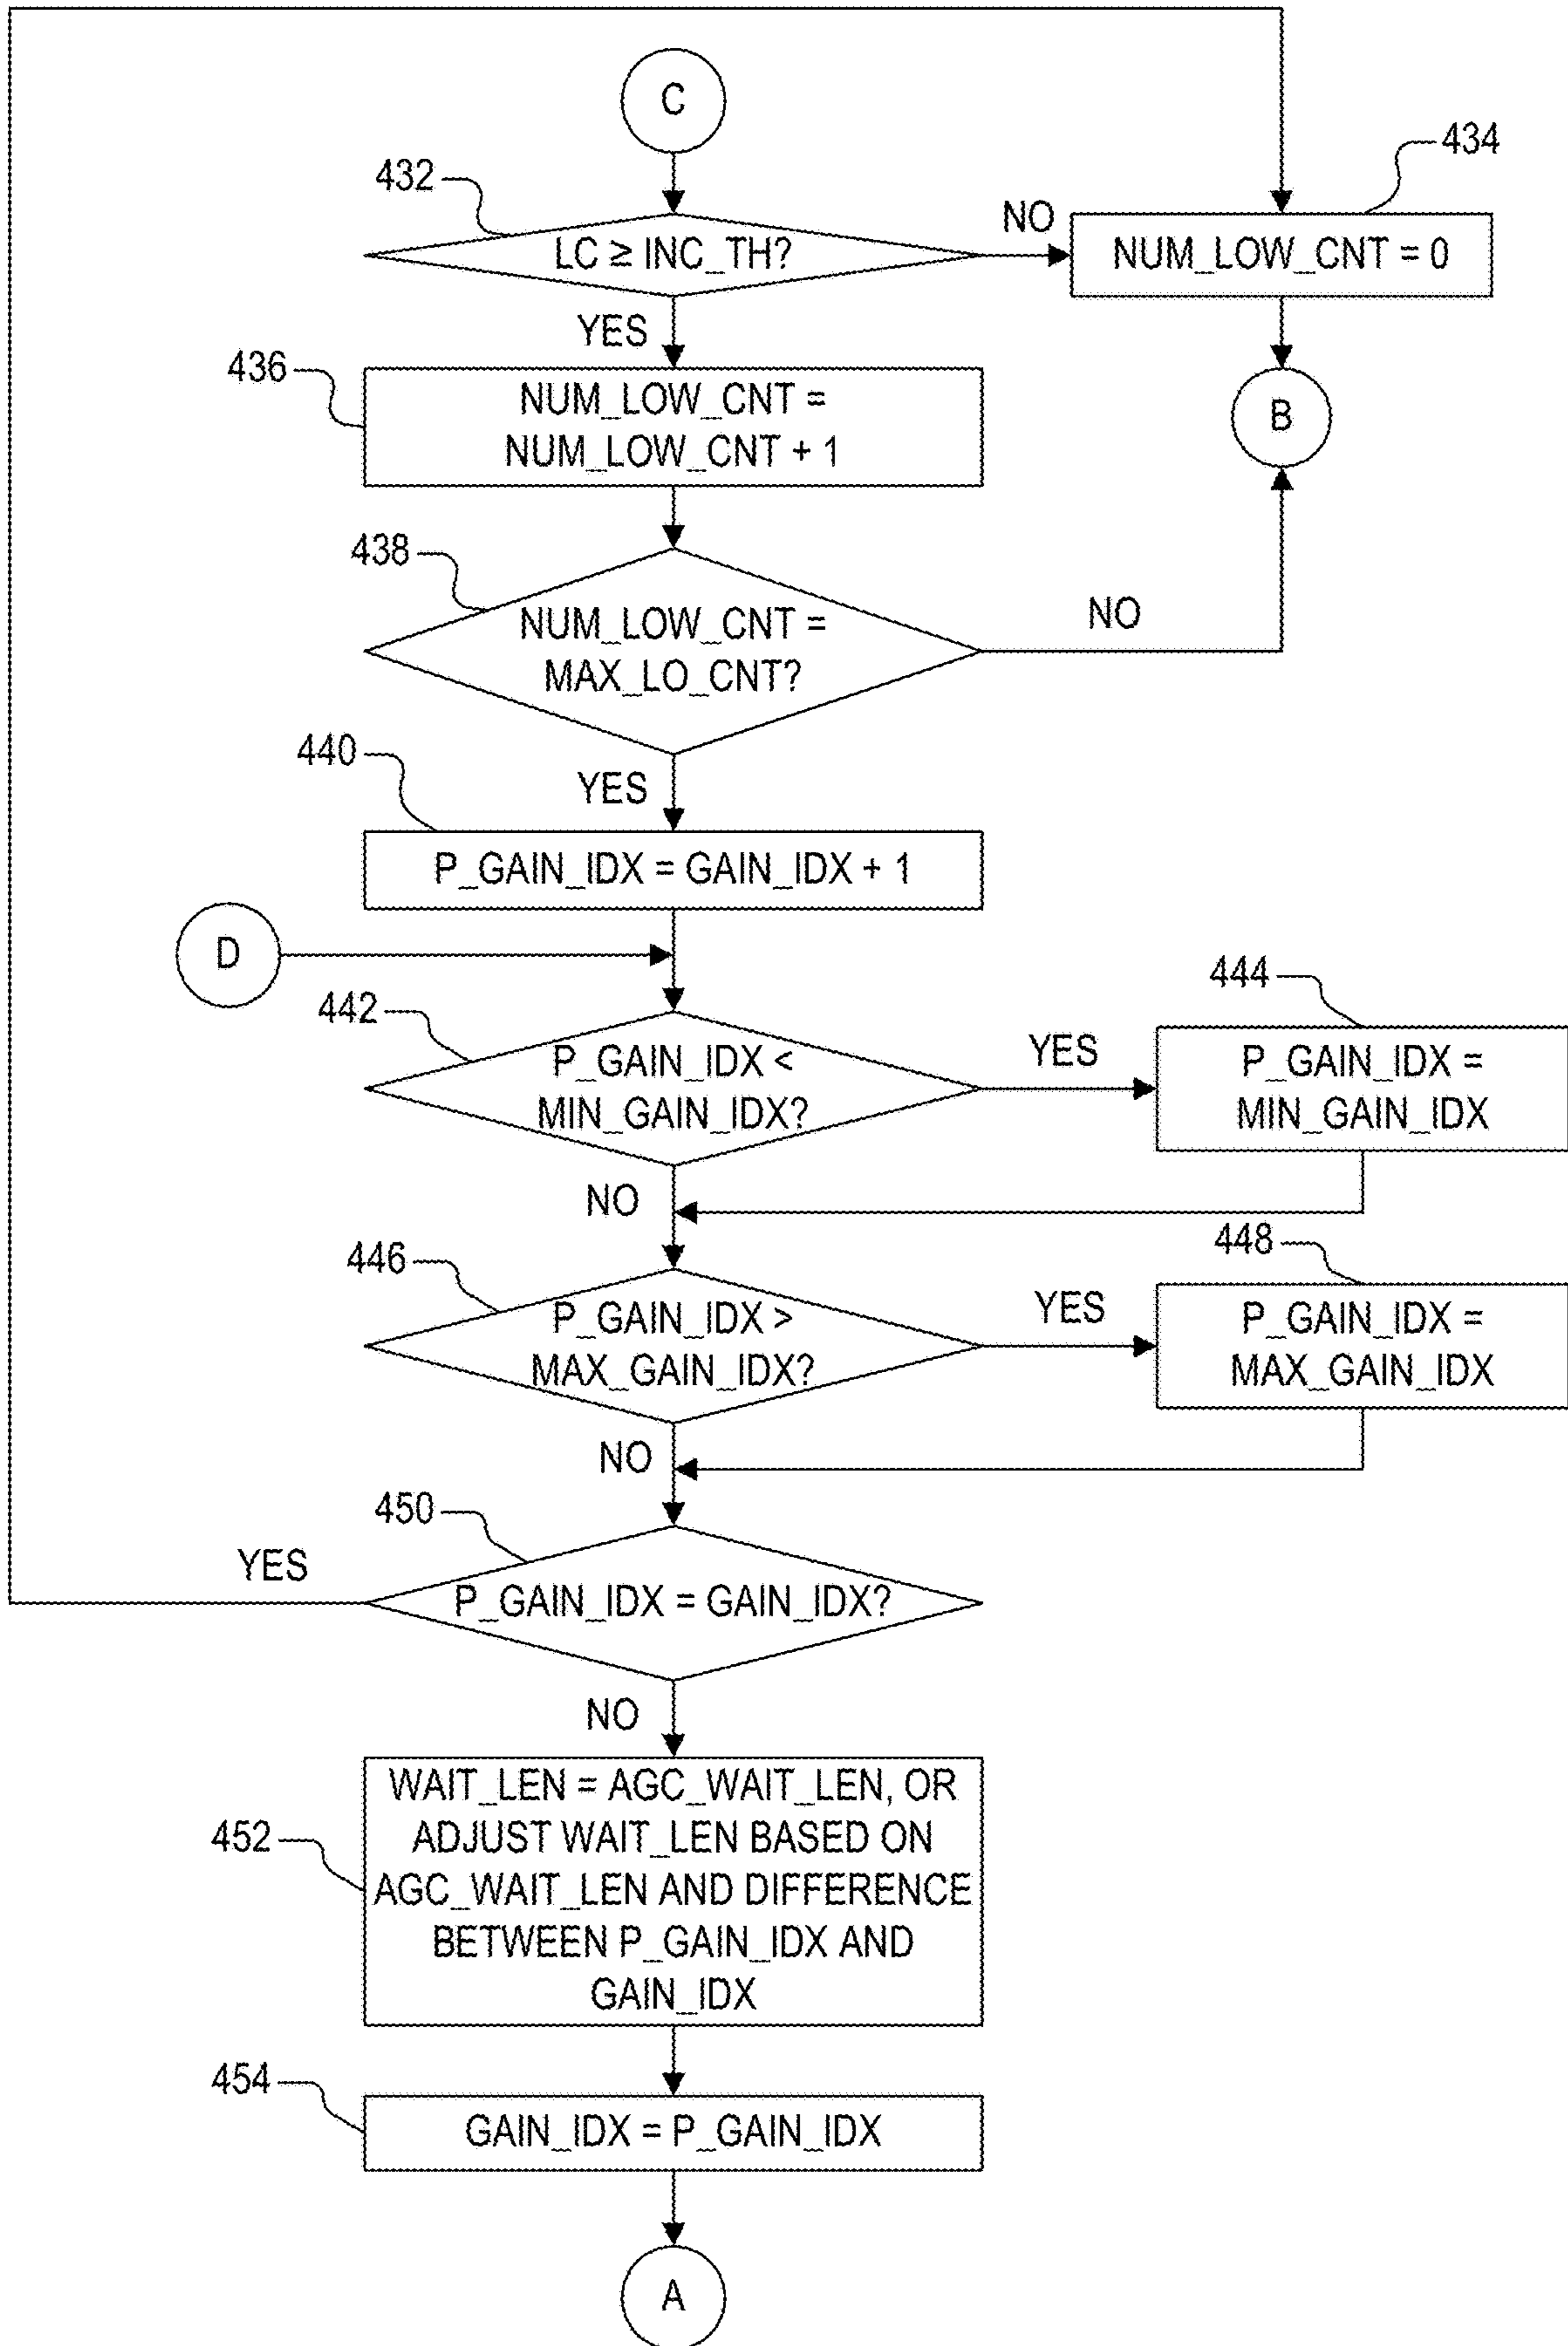 C
432
434
LC ≥ INC_TH?
NO
NUM_LOW_CNT = 0
YES
436
NUM_LOW_CNT =
NUM_LOW_CNT + 1
B
438
NUM_LOW_CNT =
MAX_LO_CNT?
NO
440
YES
P_GAIN_IDX = GAIN_IDX + 1
D
442
444
P_GAIN_IDX <
MIN_GAIN_IDX?
YES
P_GAIN_IDX =
MIN_GAIN_IDX
NO
446
448
P_GAIN_IDX >
MAX_GAIN_IDX?
YES
P_GAIN_IDX =
MAX_GAIN_IDX
NO
450
YES
P_GAIN_IDX = GAIN_IDX?
NO
452
WAIT_LEN = AGC_WAIT_LEN, OR
ADJUST WAIT_LEN BASED ON
AGC_WAIT_LEN AND DIFFERENCE
BETWEEN P_GAIN_IDX AND
GAIN_IDX
454
GAIN_IDX = P_GAIN_IDX
A